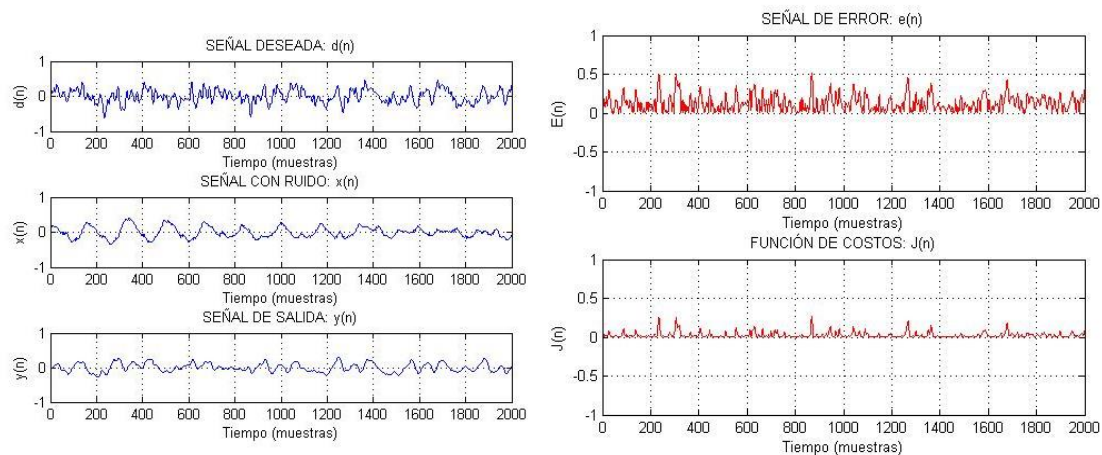 SEÑAL DESEADA: d(n)
1
0
-1
d(n)
0 200 400 600 800 1000 1200 1400 1600 1800 2000
Tiempo (muestras)
SEÑAL CON RUIDO: x(n)
1
0
-1
x(n)
0 200 400 600 800 1000 1200 1400 1600 1800 2000
Tiempo (muestras)
SEÑAL DE SALIDA: y(n)
1
0
-1
y(n)
0 200 400 600 800 1000 1200 1400 1600 1800 2000
Tiempo (muestras)
SEÑAL DE ERROR: e(n)
1
0.5
0
-0.5
-1
E(n)
0 200 400 600 800 1000 1200 1400 1600 1800 2000
Tiempo (muestras)
FUNCIÓN DE COSTOS: J(n)
1
0.5
0
-0.5
-1
J(n)
0 200 400 600 800 1000 1200 1400 1600 1800 2000
Tiempo (muestras)